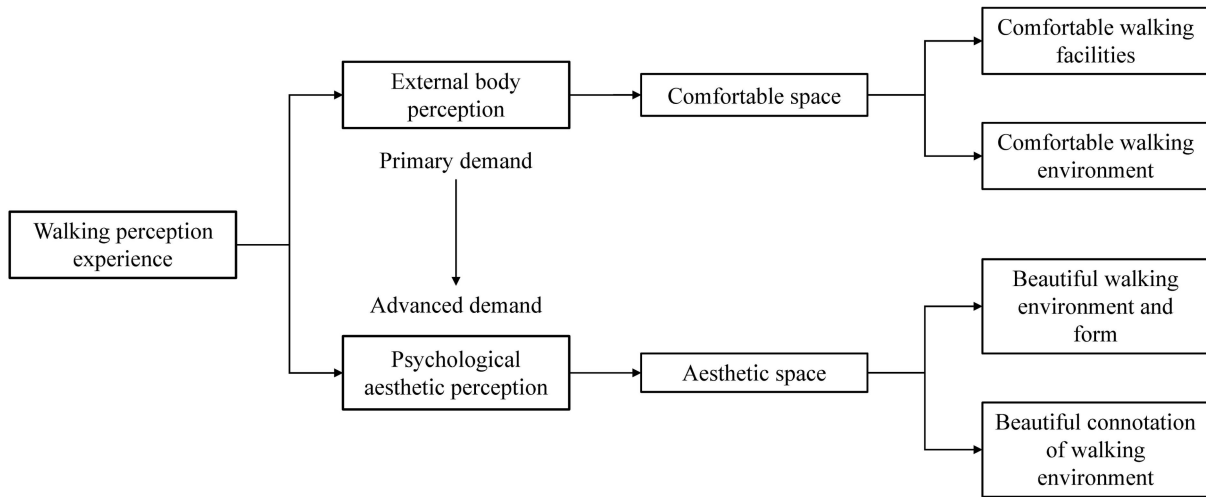 Walking perception
experience
External body
perception
Primary demand
Advanced demand
Psychological
aesthetic perception
Comfortable space
Aesthetic space
Comfortable walking
facilities
Comfortable walking
environment
Beautiful walking
environment and
form
Beautiful connotation
of walking
environment